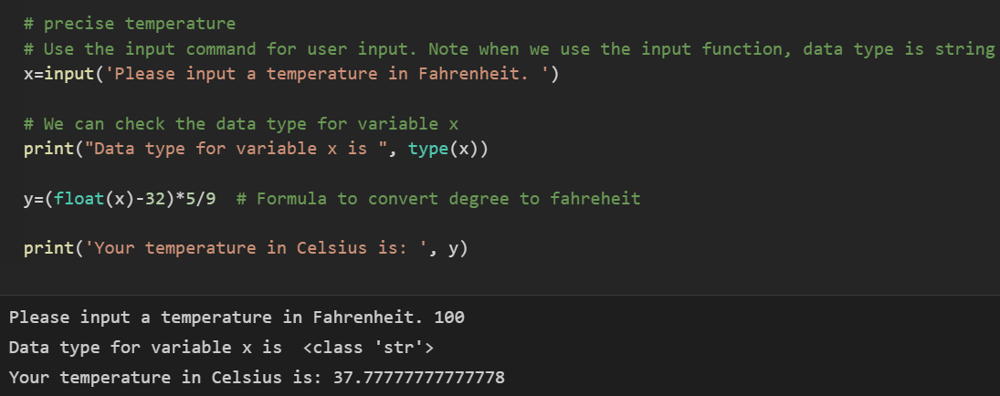 # precise temperature
# Use the input command for user input. Note when we use the input function, data type is string
x=input('Please input a temperature in Fahrenheit. ')
# We can check the data type for variable x
print("Data type for variable x is ", type(x))
y=(float(x)-32)*5/9  # Formula to convert degree to fahreheit
print('Your temperature in Celsius is: ', y)
Please input a temperature in Fahrenheit. 100
Data type for variable x is  <class 'str'>
Your temperature in Celsius is: 37.77777777777778